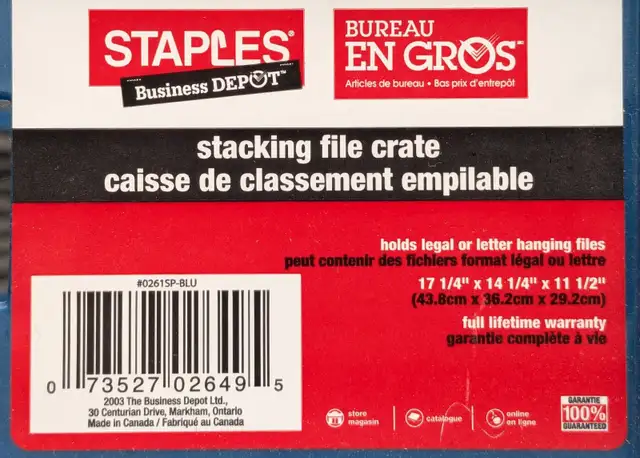 STAPLES®
Business DEPOT™
BUREAU
EN GROS™
Articles de bureau • Bas prix d'entrepôt
stacking file crate
caisse de classement empilable
holds legal or letter hanging files
peut contenir des fichiers format légal ou lettre
17 1/4" x 14 1/4" x 11 1/2"
(43.8cm x 36.2cm x 29.2cm)
full lifetime warranty
garantie complète à vie
#0261SP-BLU
0 73527 02649 5
2003 The Business Depot Ltd.,
30 Centurian Drive, Markham, Ontario
Made in Canada / Fabriqué au Canada
store
magasin
catalogue
online
en ligne
GARANTIE
100%
GUARANTEED